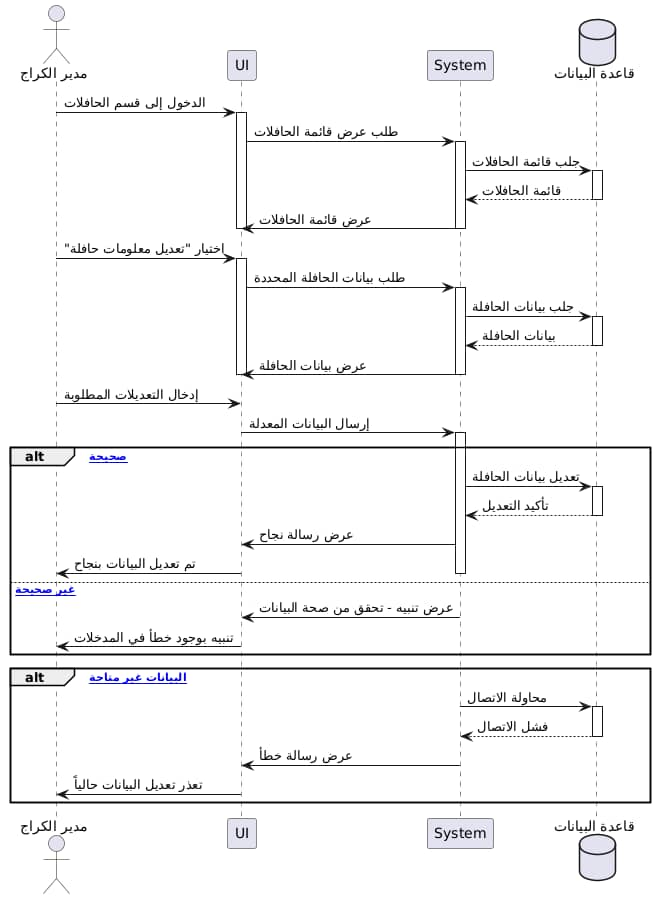 مدير الكراج
UI
System
قاعدة البيانات
الدخول إلى قسم الحافلات
طلب عرض قائمة الحافلات
جلب قائمة الحافلات
قائمة الحافلات
عرض قائمة الحافلات
اختيار "تعديل معلومات حافلة"
طلب بيانات الحافلة المحددة
جلب بيانات الحافلة
بيانات الحافلة
عرض بيانات الحافلة
إدخال التعديلات المطلوبة
إرسال البيانات المعدلة
alt صحيحة
تعديل بيانات الحافلة
تأكيد التعديل
عرض رسالة نجاح
تم تعديل البيانات بنجاح
غير صحيحة
عرض تنبيه - تحقق من صحة البيانات
تنبيه بوجود خطأ في المدخلات
alt البيانات غير متاحة
محاولة الاتصال
فشل الاتصال
عرض رسالة خطأ
تعذر تعديل البيانات حالياً
مدير الكراج
UI
System
قاعدة البيانات